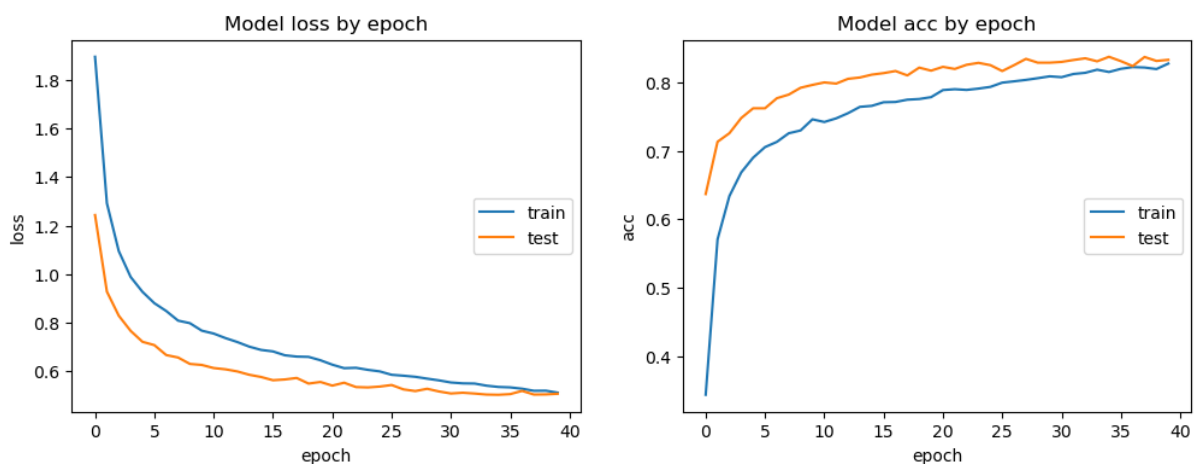 Model loss by epoch
1.8
1.6
1.4
1.2
1.0
0.8
0.6
loss
train
test
0 5 10 15 20 25 30 35 40
epoch
Model acc by epoch
0.8
0.7
0.6
0.5
0.4
acc
train
test
0 5 10 15 20 25 30 35 40
epoch